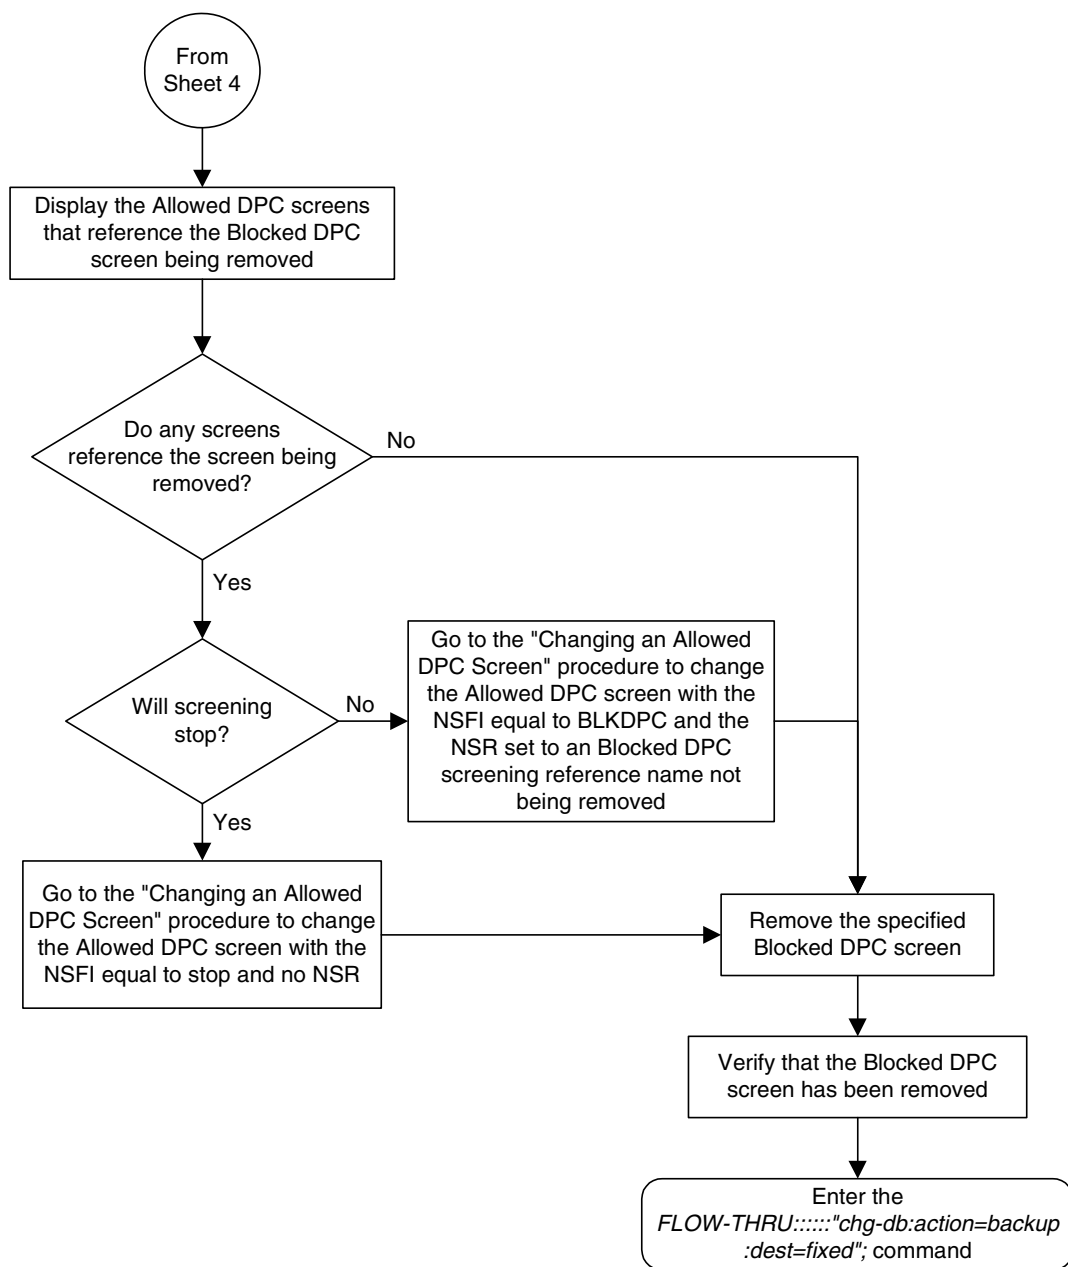 From
Sheet 4
Display the Allowed DPC screens
that reference the Blocked DPC
screen being removed
Do any screens
reference the screen being
removed?
No
Yes
Will screening
stop?
No
Go to the "Changing an Allowed
DPC Screen" procedure to change
the Allowed DPC screen with the
NSFI equal to BLKDPC and the
NSR set to an Blocked DPC
screening reference name not
being removed
Yes
Go to the "Changing an Allowed
DPC Screen" procedure to change
the Allowed DPC screen with the
NSFI equal to stop and no NSR
Remove the specified
Blocked DPC screen
Verify that the Blocked DPC
screen has been removed
Enter the
FLOW-THRU::::::"chg-db:action=backup
:dest=fixed"; command